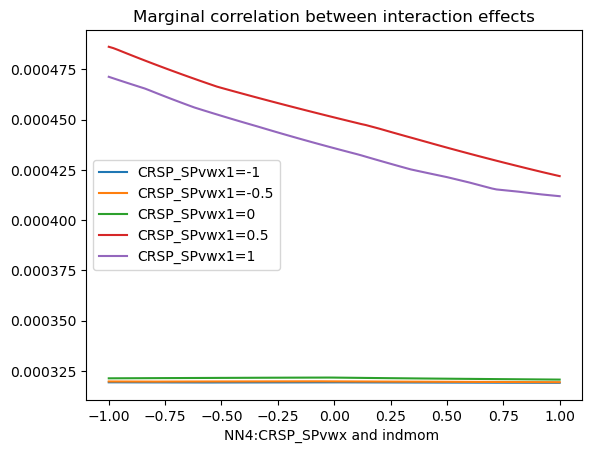 Marginal correlation between interaction effects
0.000475
0.000450
0.000425
0.000400
0.000375
0.000350
0.000325
CRSP_SPvwx1=-1
CRSP_SPvwx1=-0.5
CRSP_SPvwx1=0
CRSP_SPvwx1=0.5
CRSP_SPvwx1=1
−1.00 −0.75 −0.50 −0.25 0.00 0.25 0.50 0.75 1.00
NN4:CRSP_SPvwx and indmom